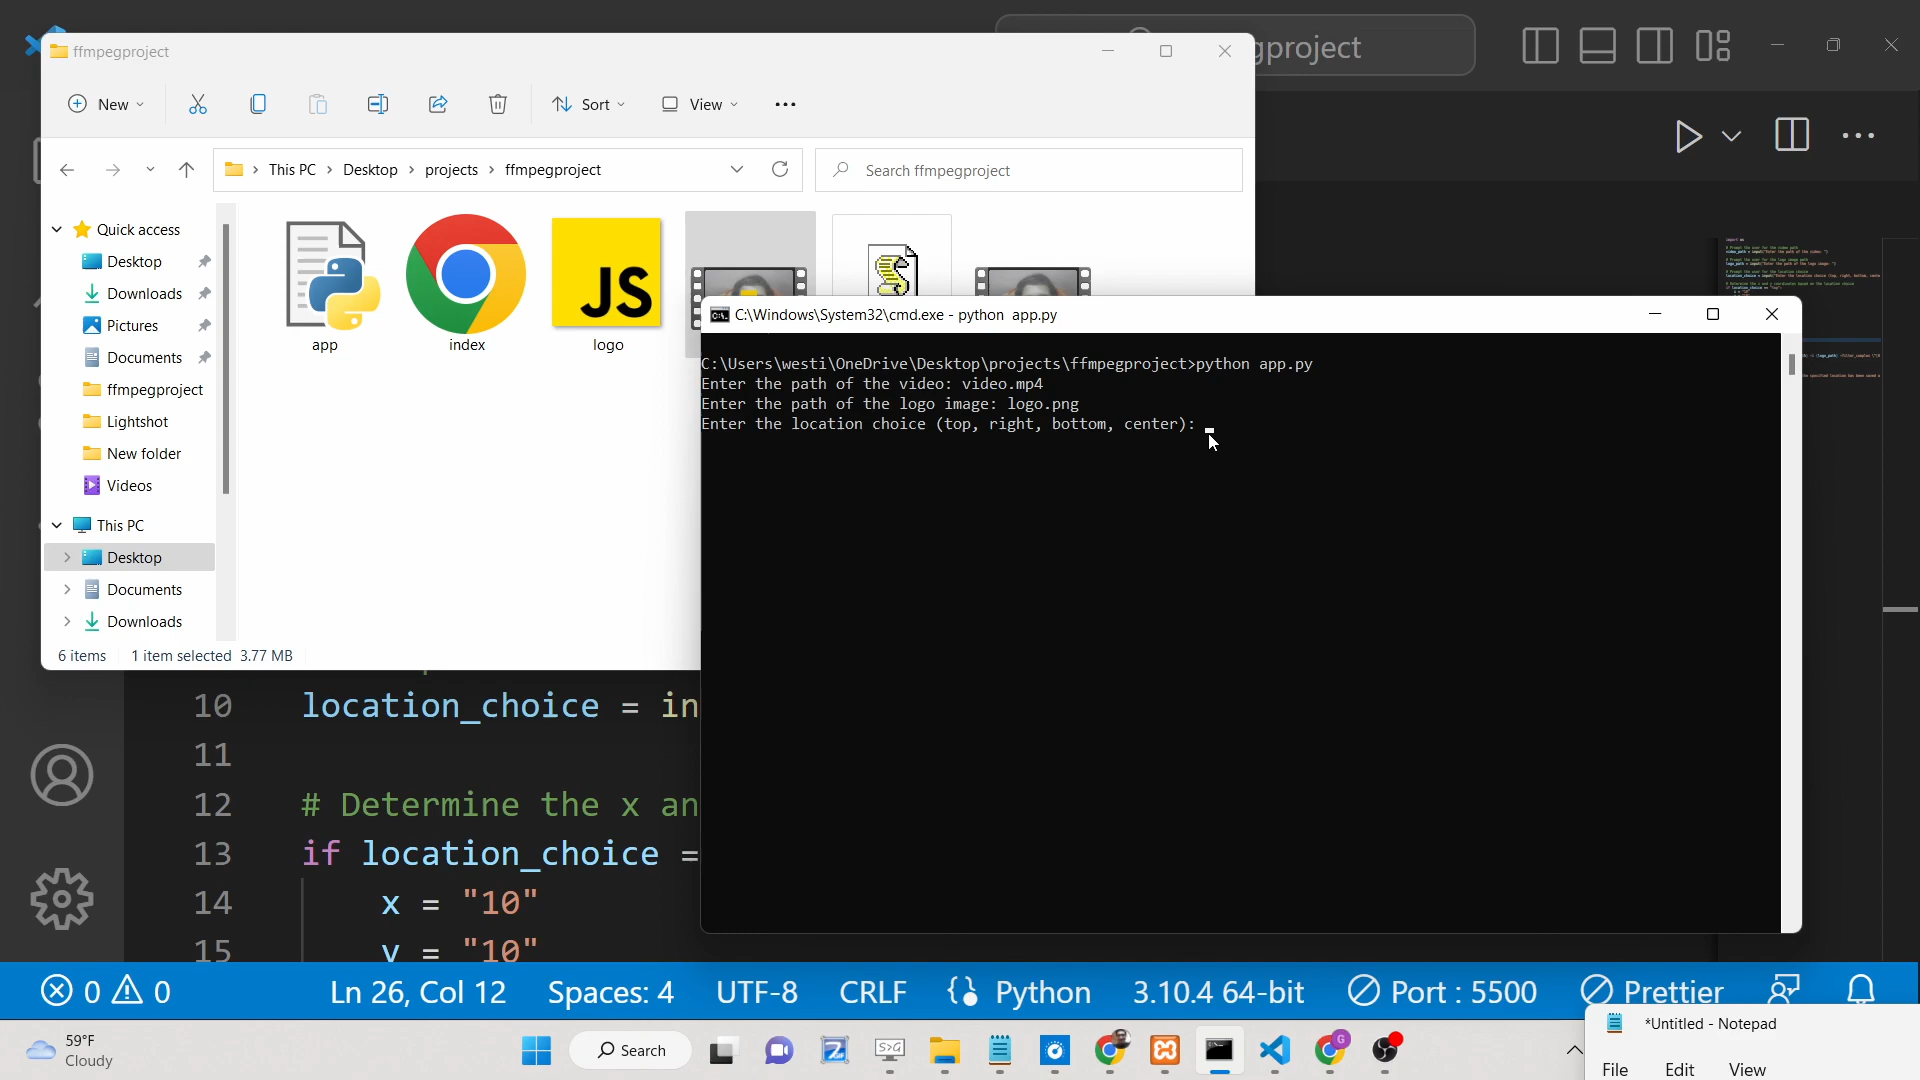 ffmpegproject
gproject
New
Sort
View
This PC
Desktop
projects
ffmpegproject
Search ffmpegproject
Quick access
Desktop
Downloads
Pictures
Documents
ffmpegproject
Lightshot
New folder
Videos
This PC
Desktop
Documents
Downloads
app
index
JS
logo
6 items
1 item selected 3.77 MB
C:\Windows\System32\cmd.exe - python app.py
C:\Users\westi\OneDrive\Desktop\projects\ffmpegproject>python app.py
Enter the path of the video: video.mp4
Enter the path of the logo image: logo.png
Enter the location choice (top, right, bottom, center):
10 location_choice = in
11
12 # Determine the x an
13 if location_choice =
14 x = "10"
15 y = "10"
0 0
Ln 26, Col 12
Spaces: 4
UTF-8
CRLF
Python
3.10.4 64-bit
Port : 5500
Prettier
59°F
Cloudy
Search
*Untitled - Notepad
File Edit View